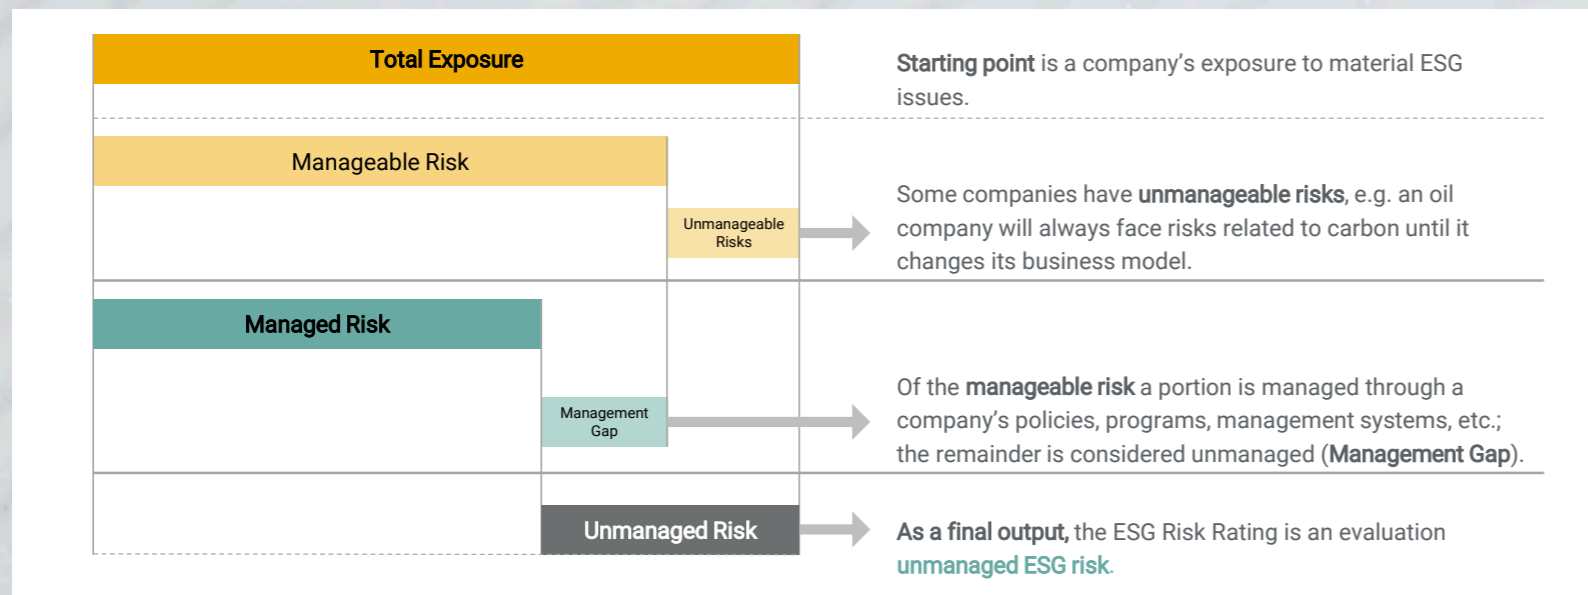 Total Exposure
Starting point is a company's exposure to material ESG
issues.
Manageable Risk
Unmanageable
Risks
Some companies have unmanageable risks, e.g. an oil
company will always face risks related to carbon until it
changes its business model.
Managed Risk
Management
Gap
Of the manageable risk a portion is managed through a
company's policies, programs, management systems, etc.;
the remainder is considered unmanaged (Management Gap).
Unmanaged Risk
As a final output, the ESG Risk Rating is an evaluation
unmanaged ESG risk.